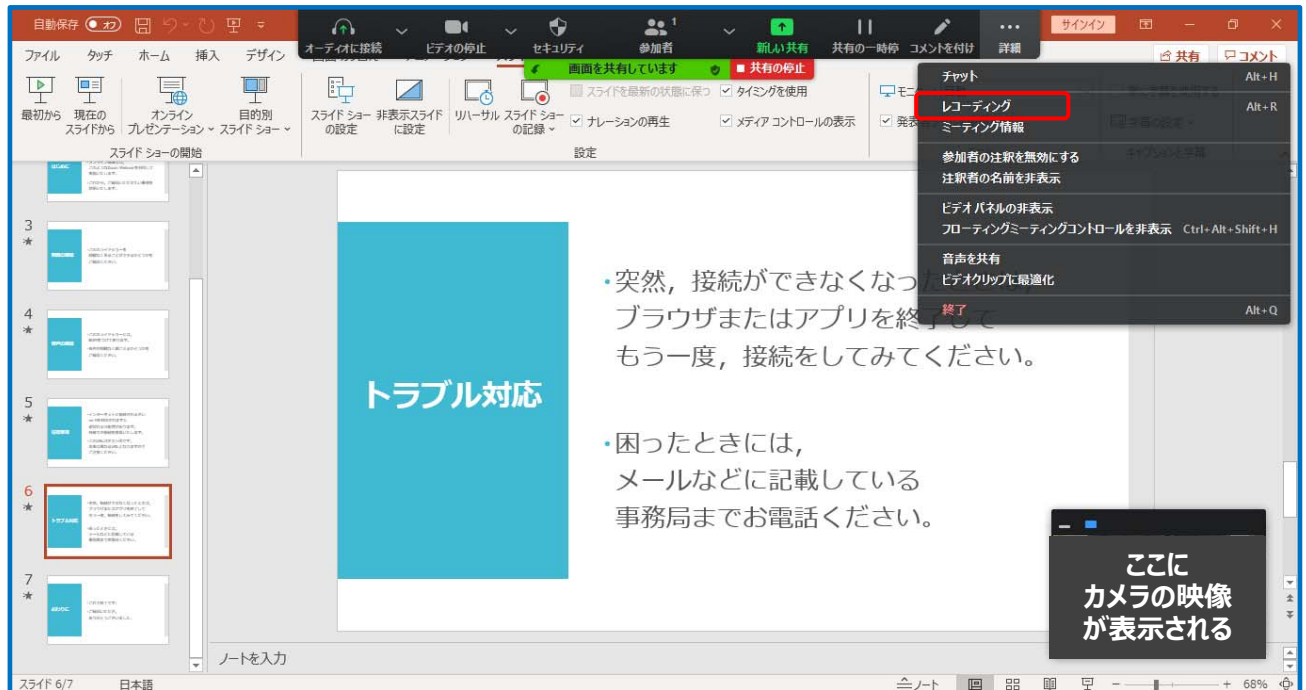 自動保存 オフ
サインイン
オーディオに接続 ビデオの停止 セキュリティ 参加者 1 新しい共有 共有の一時停止 コメントを付ける 詳細
ファイル タッチ ホーム 挿入 デザイン
共有 コメント
画面を共有しています 共有の停止
最初から
現在の
スライドから
オンライン
プレゼンテーション
目的別
スライド ショー
スライド ショーの開始
スライド ショー
の設定
非表示スライド
に設定
リハーサル
スライド ショー
の記録
スライドを最新の状態に保つ
タイミングを使用
ナレーションの再生
メディア コントロールの表示
設定
チャット Alt+H
レコーディング Alt+R
ミーティング情報
参加者の注釈を無効にする
注釈者の名前を非表示
ビデオ パネルの非表示
フローティングミーティングコントロールを非表示 Ctrl+Alt+Shift+H
音声を共有
ビデオクリップに最適化
終了 Alt+Q
3
4
5
6
7
トラブル対応
・突然，接続ができなくなっ
ブラウザまたはアプリを終了して
もう一度，接続をしてみてください。
・困ったときには，
メールなどに記載している
事務局までお電話ください。
ここに
カメラの映像
が表示される
ノートを入力
スライド 6/7 日本語 ノート 68%